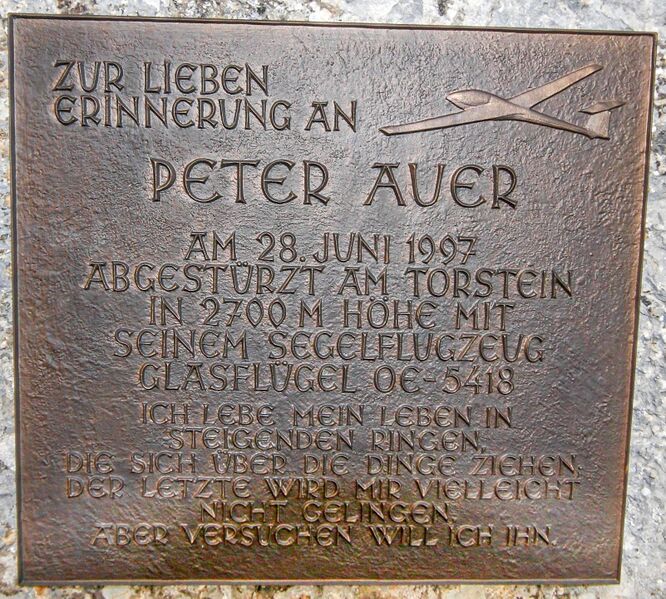 ZUR LIEBEN
ERINNERUNG AN
PETER AUER
AM 28. JUNI 1997
ABGESTÜRZT AM TORSTEIN
IN 2700 M HÖHE MIT
SEINEM SEGELFLUGZEUG
GLASFLÜGEL OE-5418
ICH LEBE MEIN LEBEN IN
STEIGENDEN RINGEN,
DIE SICH ÜBER DIE DINGE ZIEHEN;
DER LETZTE WIRD MIR VIELLEICHT
NICHT GELINGEN,
ABER VERSUCHEN WILL ICH IHN.